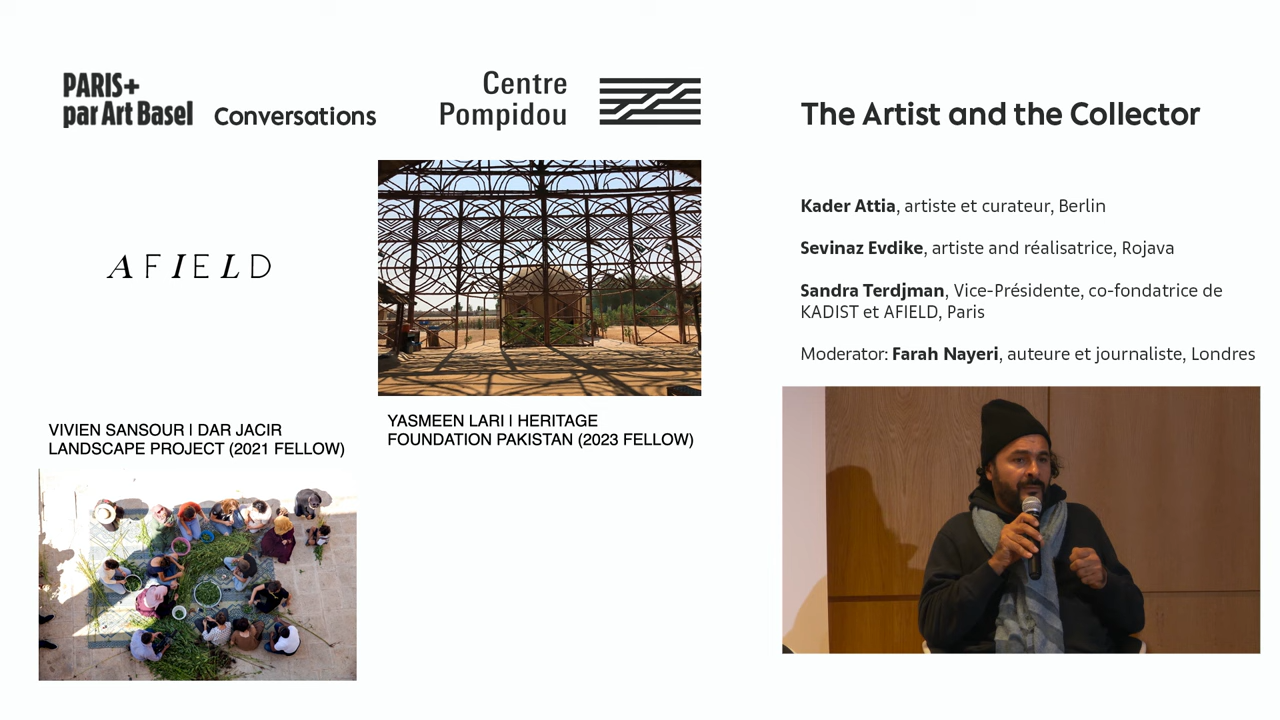 PARIS+
par Art Basel
Conversations
Centre
Pompidou
The Artist and the Collector
Kader Attia, artiste et curateur, Berlin
Sevinaz Evdike, artiste and réalisatrice, Rojava
Sandra Terdjman, Vice-Présidente, co-fondatrice de
KADIST et AFIELD, Paris
Moderator: Farah Nayeri, auteure et journaliste, Londres
AFIELD
YASMEEN LARI | HERITAGE
FOUNDATION PAKISTAN (2023 FELLOW)
VIVIEN SANSOUR | DAR JACIR
LANDSCAPE PROJECT (2021 FELLOW)